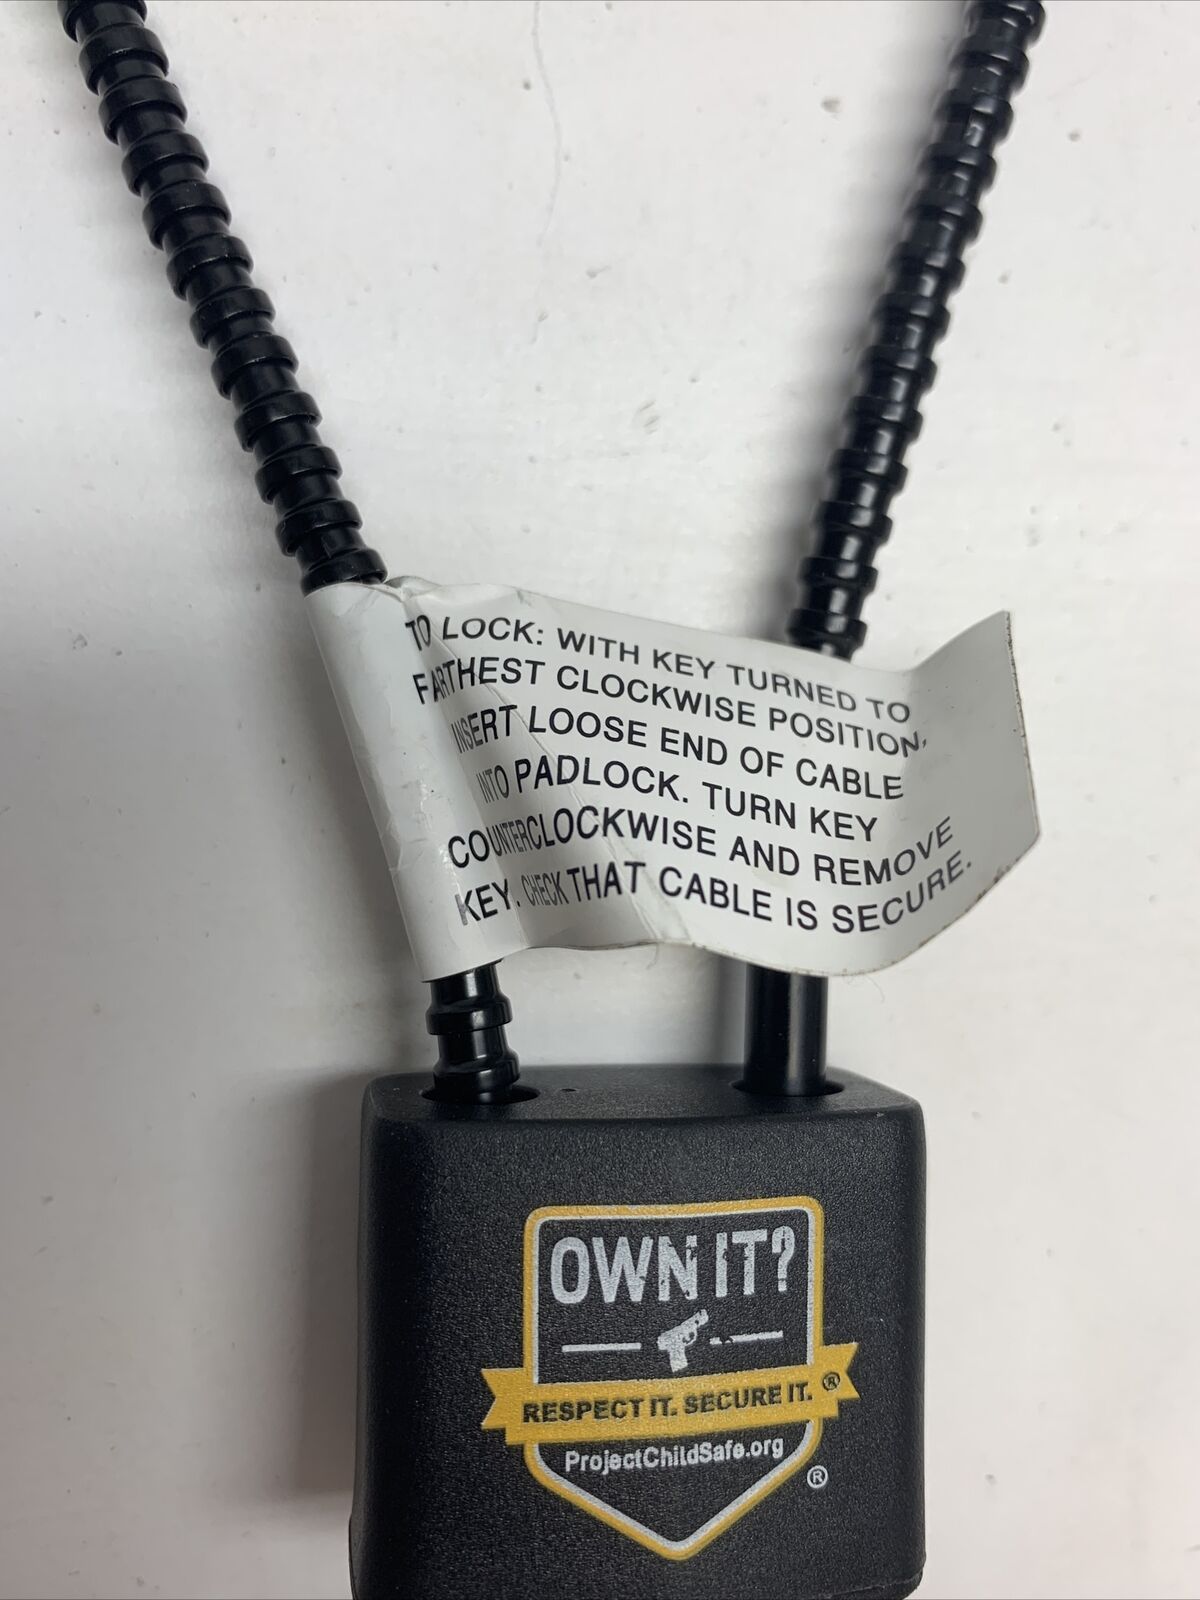 TO LOCK: WITH KEY TURNED TO
FARTHEST CLOCKWISE POSITION,
INSERT LOOSE END OF CABLE
INTO PADLOCK. TURN KEY
COUNTERCLOCKWISE AND REMOVE
KEY. CHECK THAT CABLE IS SECURE.
OWN IT?
RESPECT IT. SECURE IT. ®
ProjectChildSafe.org
®